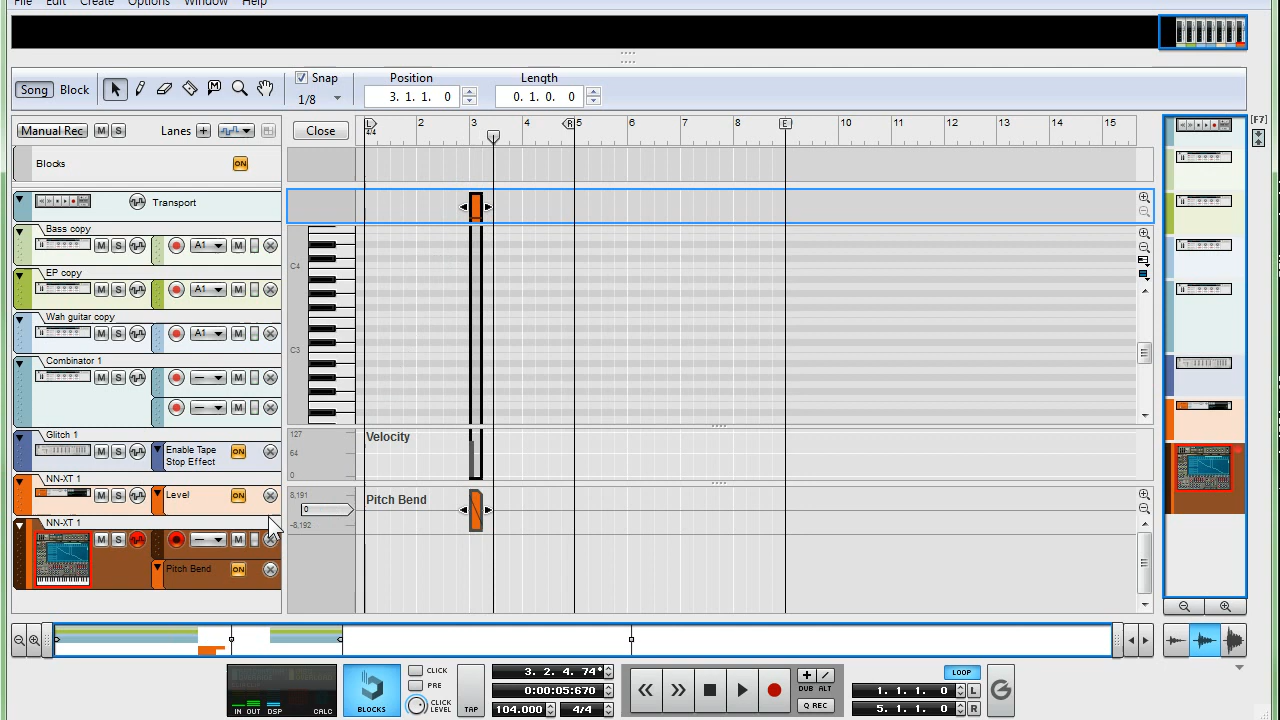 File Edit Create Options Window Help
Song Block Snap Position Length
1/8 3. 1. 1. 0 0. 1. 0. 0
Manual Rec M S Lanes + Close L 2 3 4 R 5 6 7 8 E 10 11 12 13 14 15 [F7]
4/4
Blocks ON
Transport
Bass copy
M S A1 M
C4
EP copy
M S A1 M
Wah guitar copy
M S A1 M
C3
Combinator 1
M S M
M
Glitch 1 127 Velocity
M S Enable Tape ON 64
Stop Effect 0
NN-XT 1
M S Level ON 8,191 Pitch Bend
0
NN-XT 1 -8,192
M S M
Pitch Bend ON
CLICK 3. 2. 4. 74* LOOP
PRE 0:00:05:670 DUB ALT 1. 1. 1. 0 L
IN OUT DSP CALC BLOCKS CLICK TAP 104.000 4/4 Q REC 5. 1. 1. 0 R
LEVEL